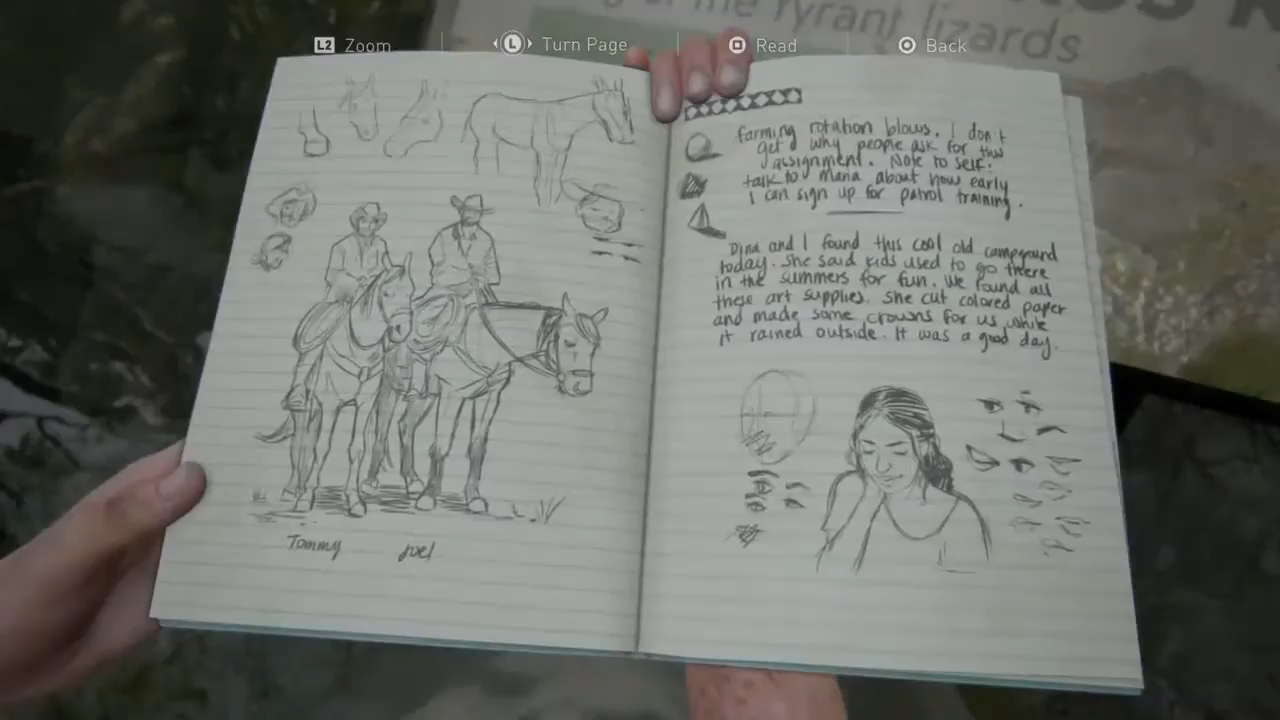 L2 Zoom
L Turn Page
Read
Back
of the Tyrant lizards
farming rotation blows. I don't
get why people ask for this
assignment. Note to self:
talk to maria about how early
I can sign up for patrol training.
Dina and I found this cool old campground
today. She said kids used to go there
in the summers for fun. We found all
these art supplies. She cut colored paper
and made some crowns for us while
it rained outside. It was a good day.
Tommy
Joel